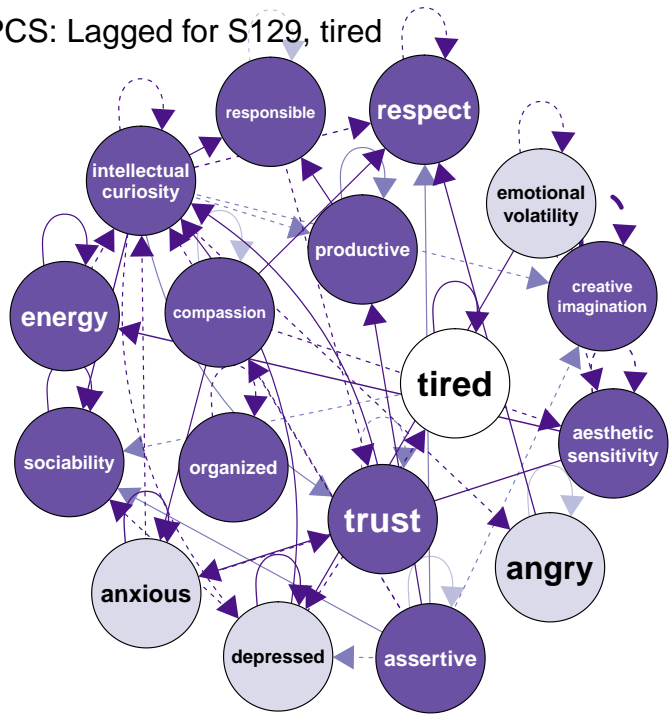 PCS: Lagged for S129, tired
responsible
respect
intellectual
curiosity
emotional
volatility
productive
creative
imagination
energy
compassion
tired
aesthetic
sensitivity
sociability
organized
trust
angry
anxious
depressed
assertive